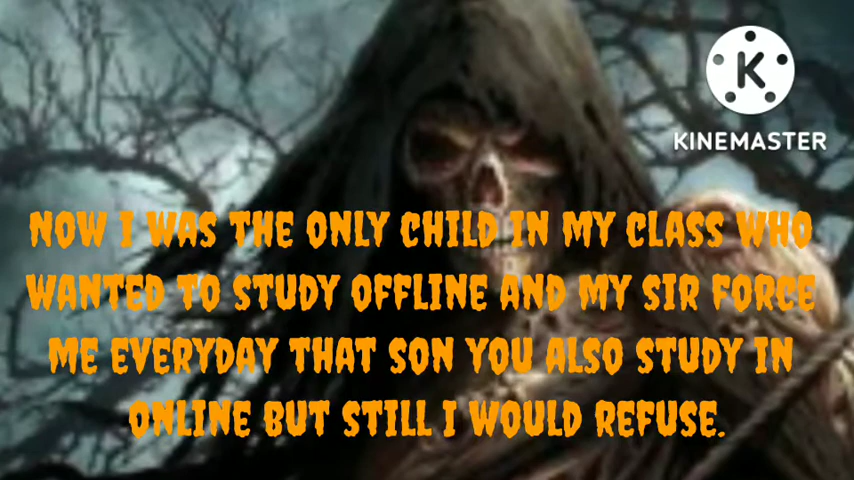 KINEMASTER
NOW I WAS THE ONLY CHILD IN MY CLASS WHO
WANTED TO STUDY OFFLINE AND MY SIR FORCE
ME EVERYDAY THAT SON YOU ALSO STUDY IN
ONLINE BUT STILL I WOULD REFUSE.